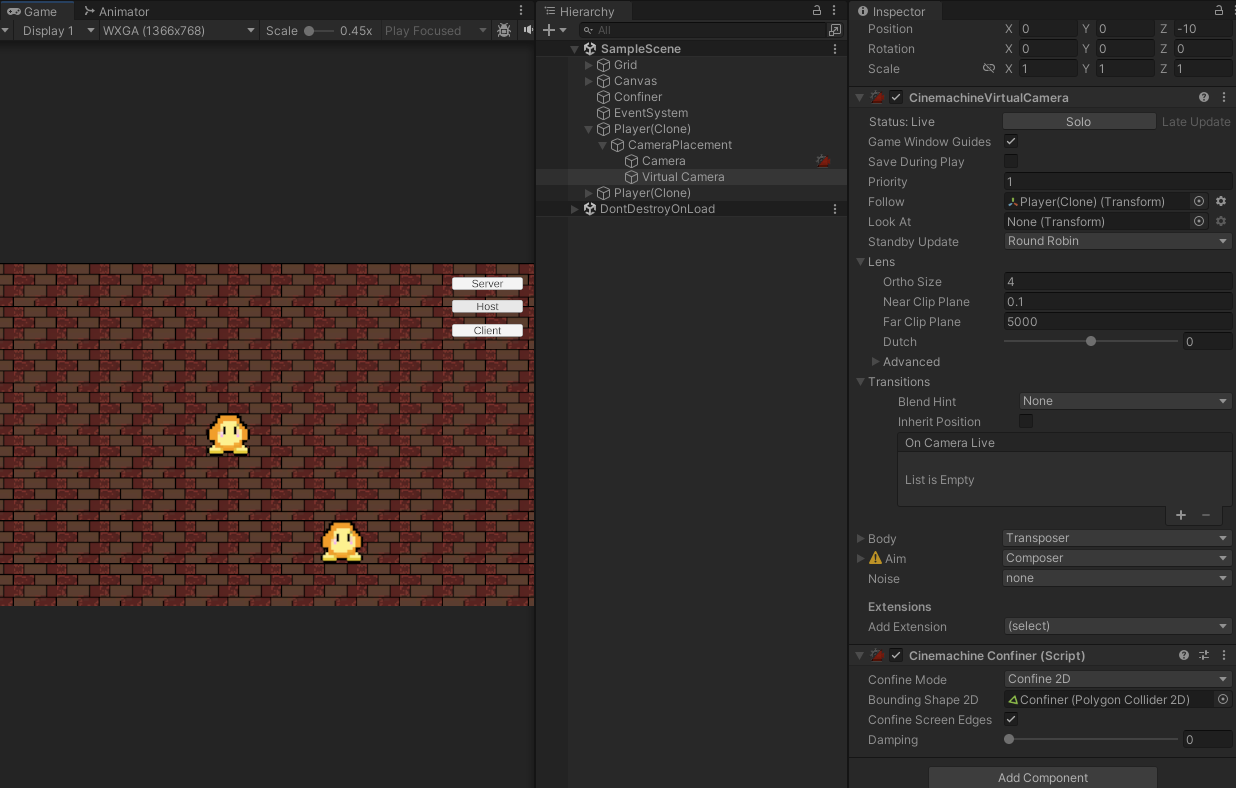 Game
Animator
Display 1
WXGA (1366x768)
Scale
0.45x
Play Focused
Server
Host
Client
Hierarchy
All
SampleScene
Grid
Canvas
Confiner
EventSystem
Player(Clone)
CameraPlacement
Camera
Virtual Camera
Player(Clone)
DontDestroyOnLoad
Inspector
Position X 0 Y 0 Z -10
Rotation X 0 Y 0 Z 0
Scale X 1 Y 1 Z 1
CinemachineVirtualCamera
Status: Live Solo Late Update
Game Window Guides
Save During Play
Priority 1
Follow Player(Clone) (Transform)
Look At None (Transform)
Standby Update Round Robin
Lens
Ortho Size 4
Near Clip Plane 0.1
Far Clip Plane 5000
Dutch 0
Advanced
Transitions
Blend Hint None
Inherit Position
On Camera Live
List is Empty
Body Transposer
Aim Composer
Noise none
Extensions
Add Extension (select)
Cinemachine Confiner (Script)
Confine Mode Confine 2D
Bounding Shape 2D Confiner (Polygon Collider 2D)
Confine Screen Edges
Damping 0
Add Component